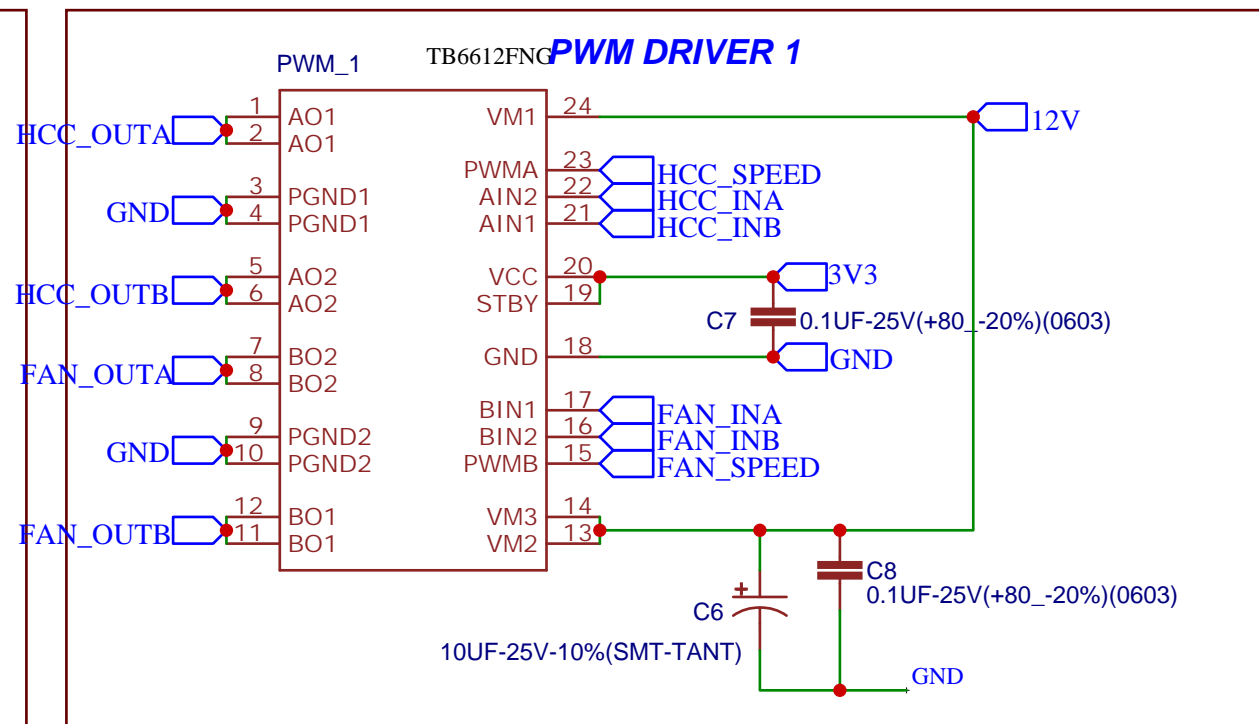 TB6612FNG PWM DRIVER 1
PWM_1
1 AO1 VM1 24 12V
HCC_OUTA 2 AO1
PWMA 23 HCC_SPEED
3 PGND1 AIN2 22 HCC_INA
GND 4 PGND1 AIN1 21 HCC_INB
5 AO2 VCC 20 3V3
HCC_OUTB 6 AO2 STBY 19
C7 0.1UF-25V(+80_-20%)(0603)
7 BO2 GND 18 GND
FAN_OUTA 8 BO2
BIN1 17 FAN_INA
9 PGND2 BIN2 16 FAN_INB
GND 10 PGND2 PWMB 15 FAN_SPEED
12 BO1 VM3 14
FAN_OUTB 11 BO1 VM2 13
C8
0.1UF-25V(+80_-20%)(0603)
+
C6
10UF-25V-10%(SMT-TANT)
GND